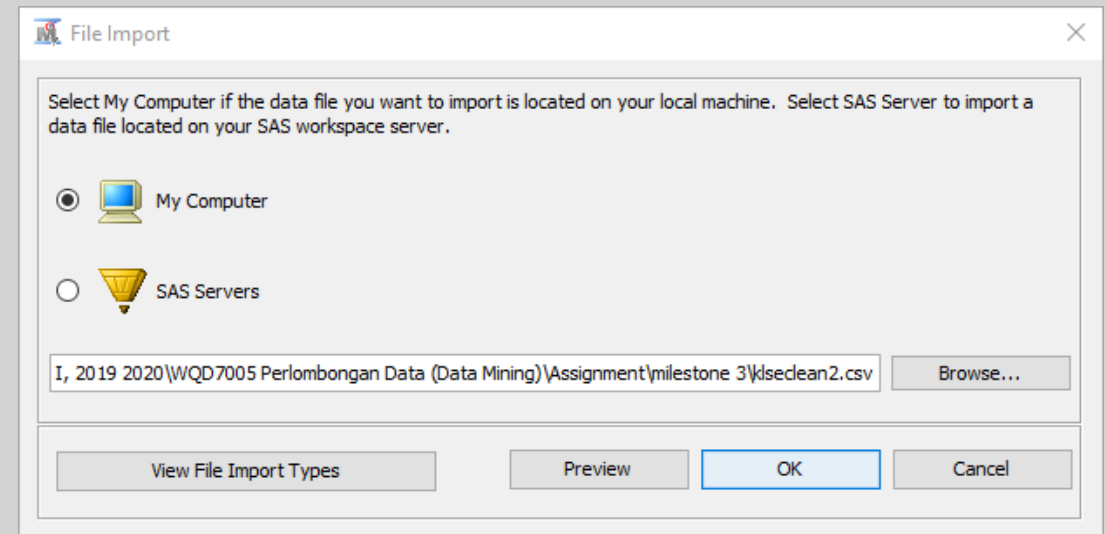 File Import
Select My Computer if the data file you want to import is located on your local machine. Select SAS Server to import a
data file located on your SAS workspace server.
My Computer
SAS Servers
I, 2019 2020\WQD7005 Perlombongan Data (Data Mining)\Assignment\milestone 3\klseclean2.csv
Browse...
View File Import Types
Preview
OK
Cancel